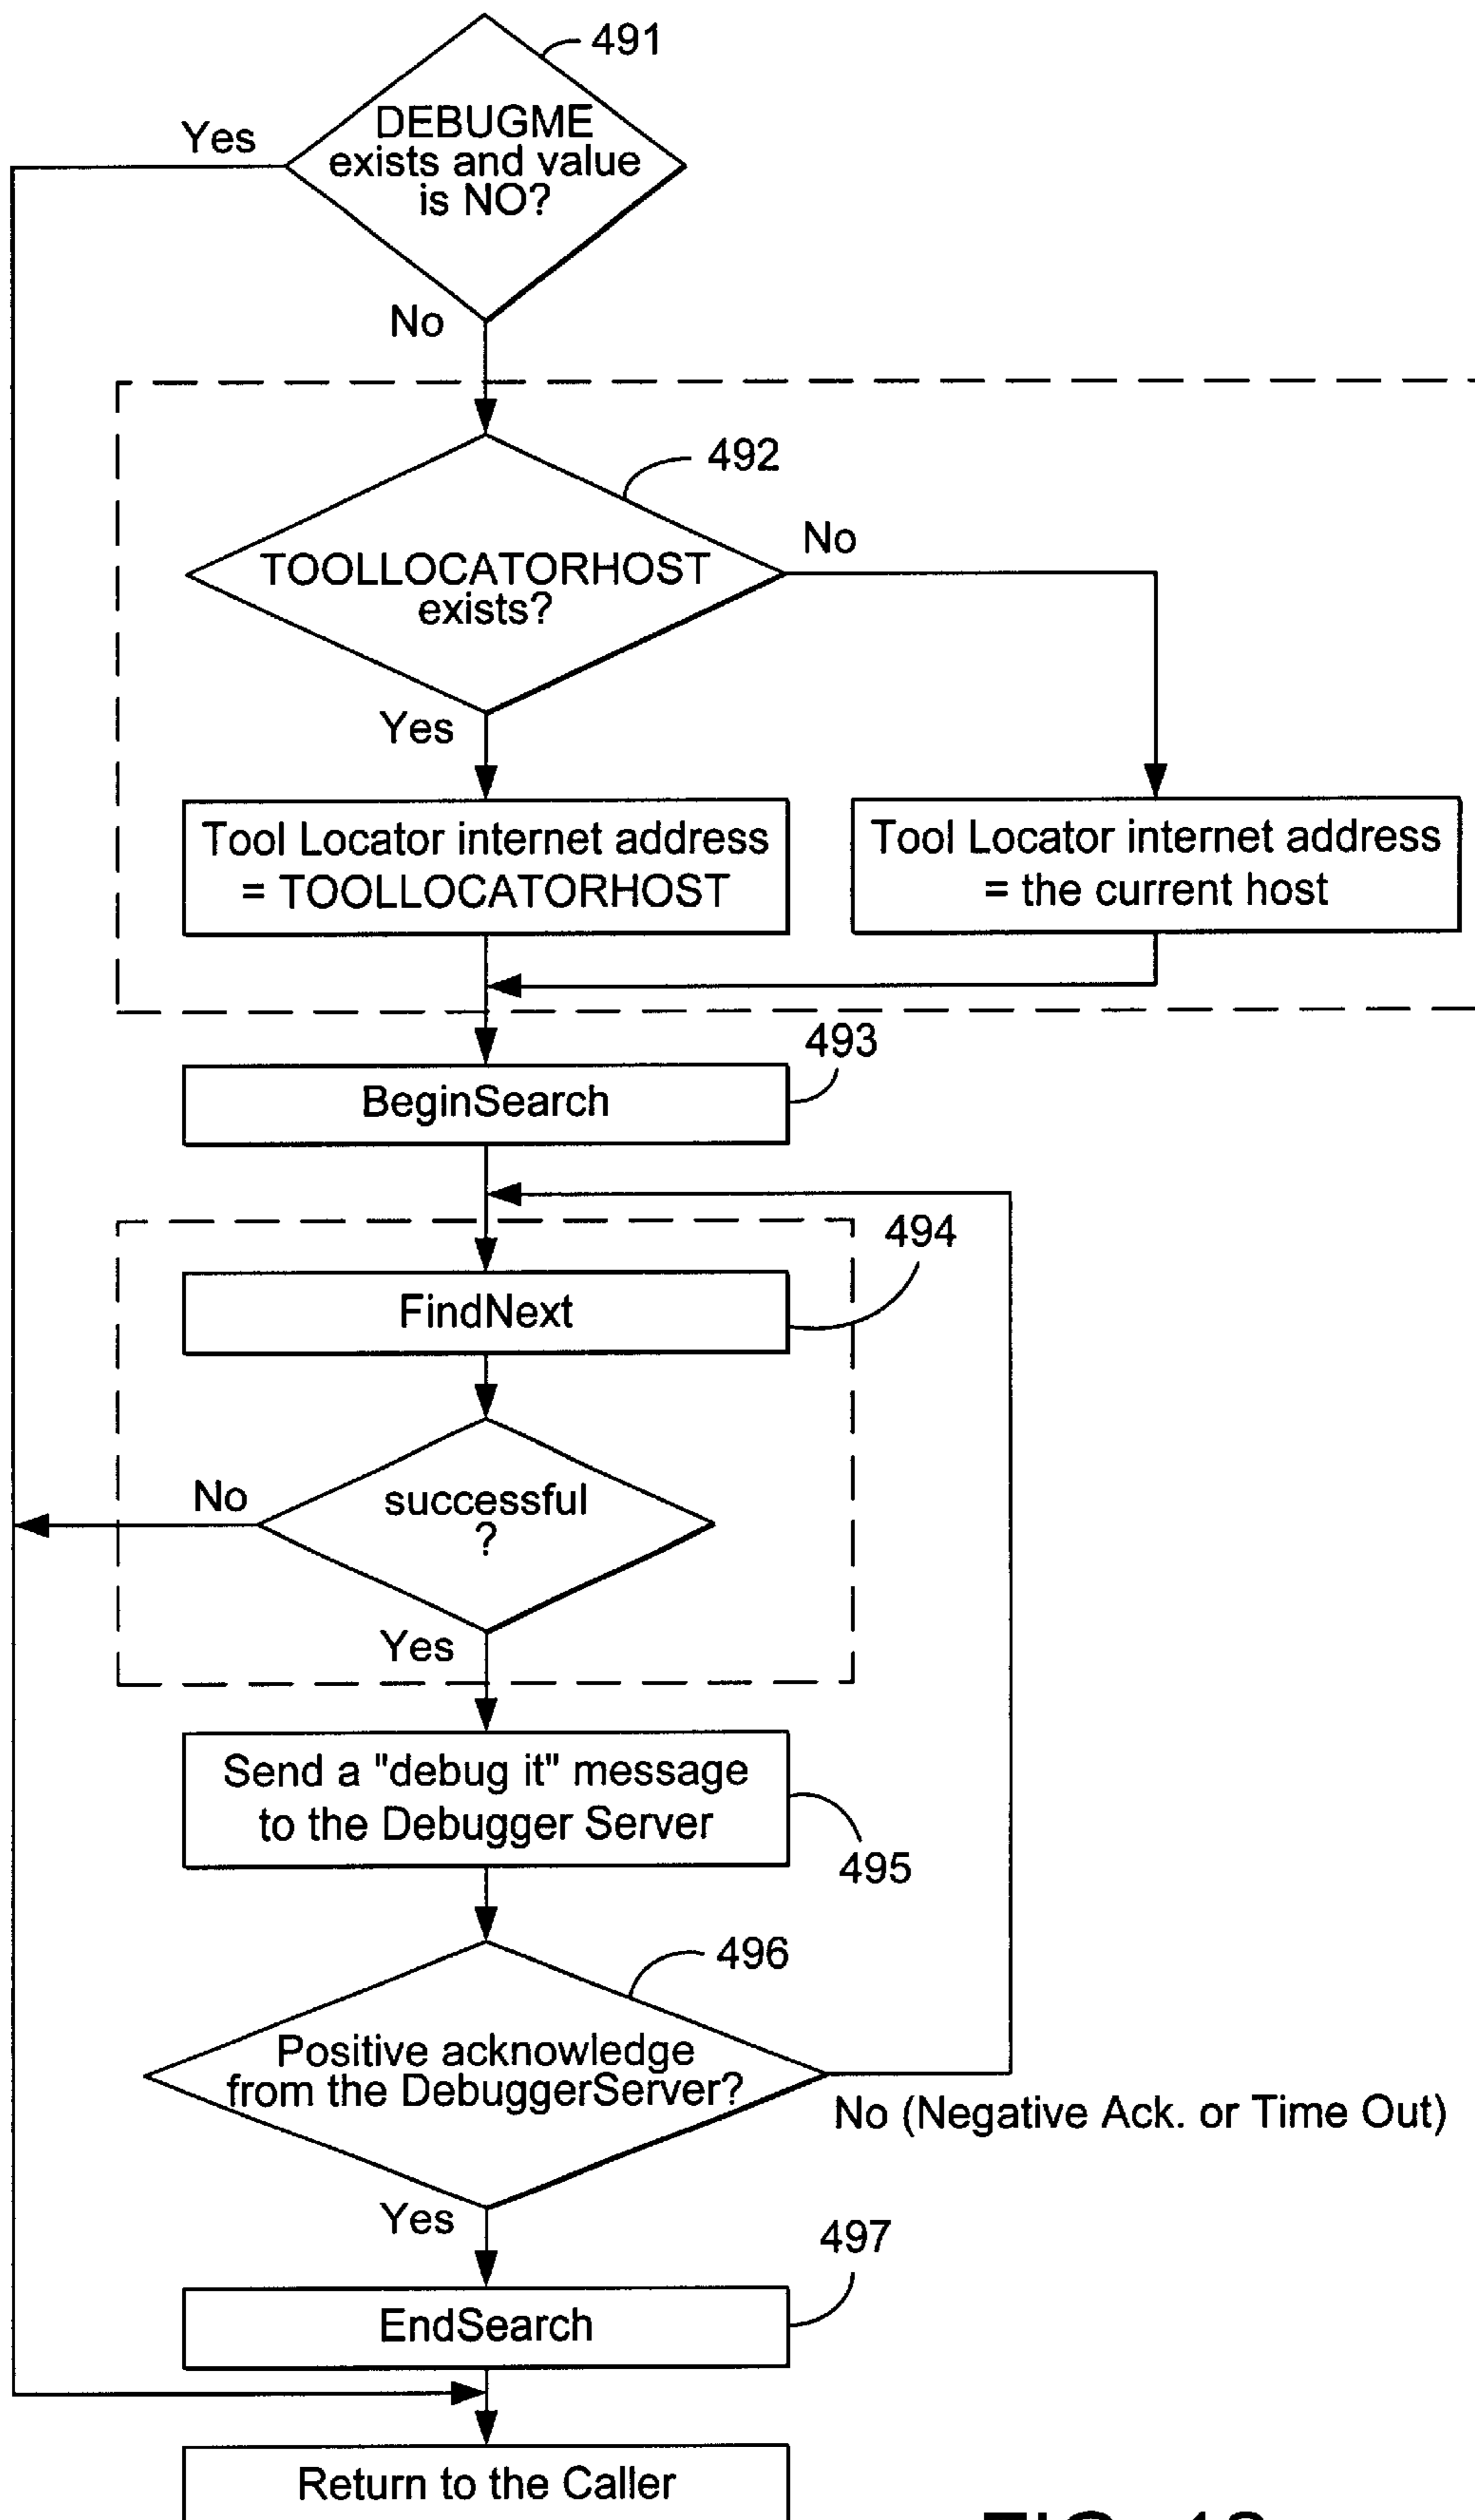 491
DEBUGME
exists and value
is NO?
Yes
No
492
TOOLLOCATORHOST
exists?
No
Yes
Tool Locator internet address
= TOOLLOCATORHOST
Tool Locator internet address
= the current host
493
BeginSearch
494
FindNext
successful
?
No
Yes
Send a "debug it" message
to the Debugger Server
495
496
Positive acknowledge
from the DebuggerServer?
No (Negative Ack. or Time Out)
Yes
497
EndSearch
Return to the Caller